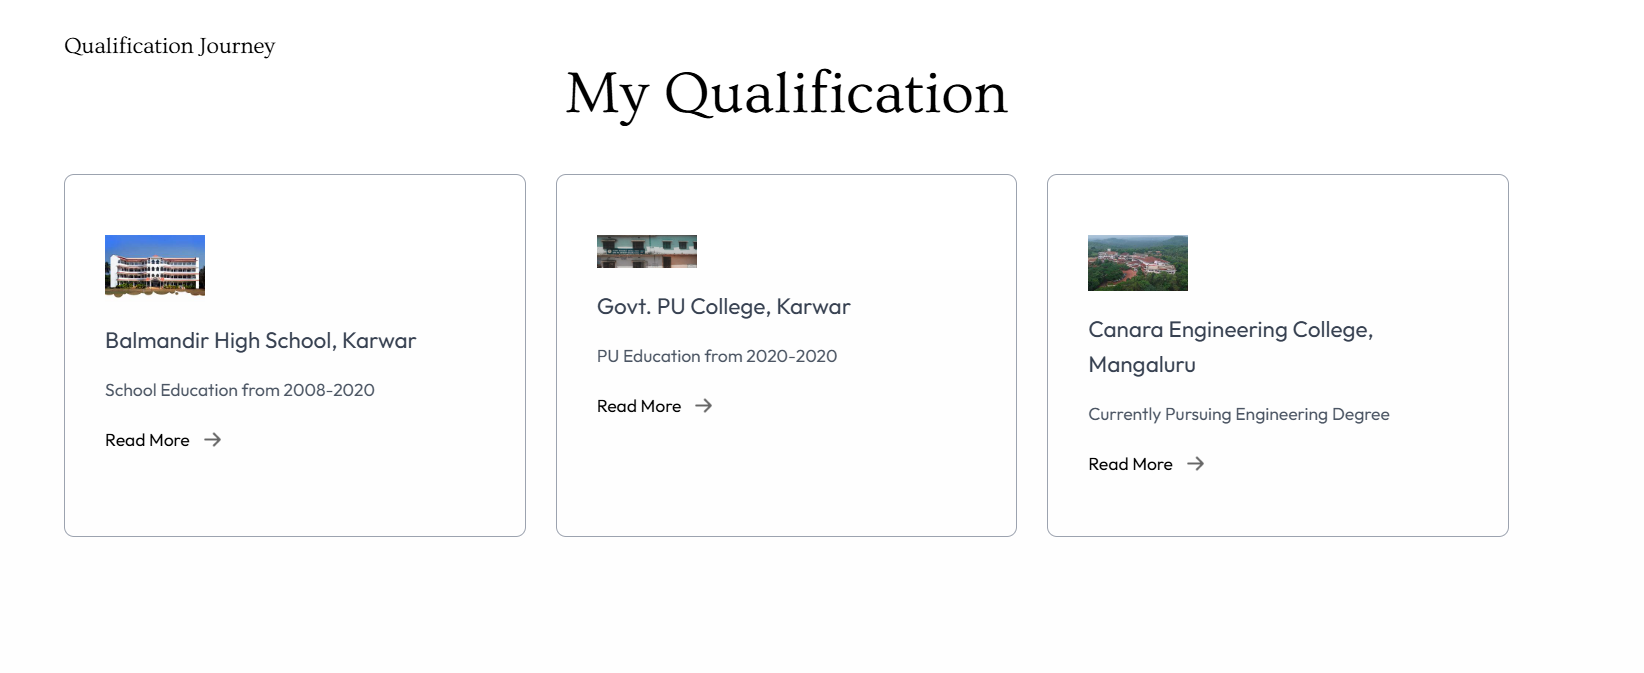 Qualification Journey
My Qualification
Balmandir High School, Karwar
School Education from 2008-2020
Read More
Govt. PU College, Karwar
PU Education from 2020-2020
Read More
Canara Engineering College,
Mangaluru
Currently Pursuing Engineering Degree
Read More